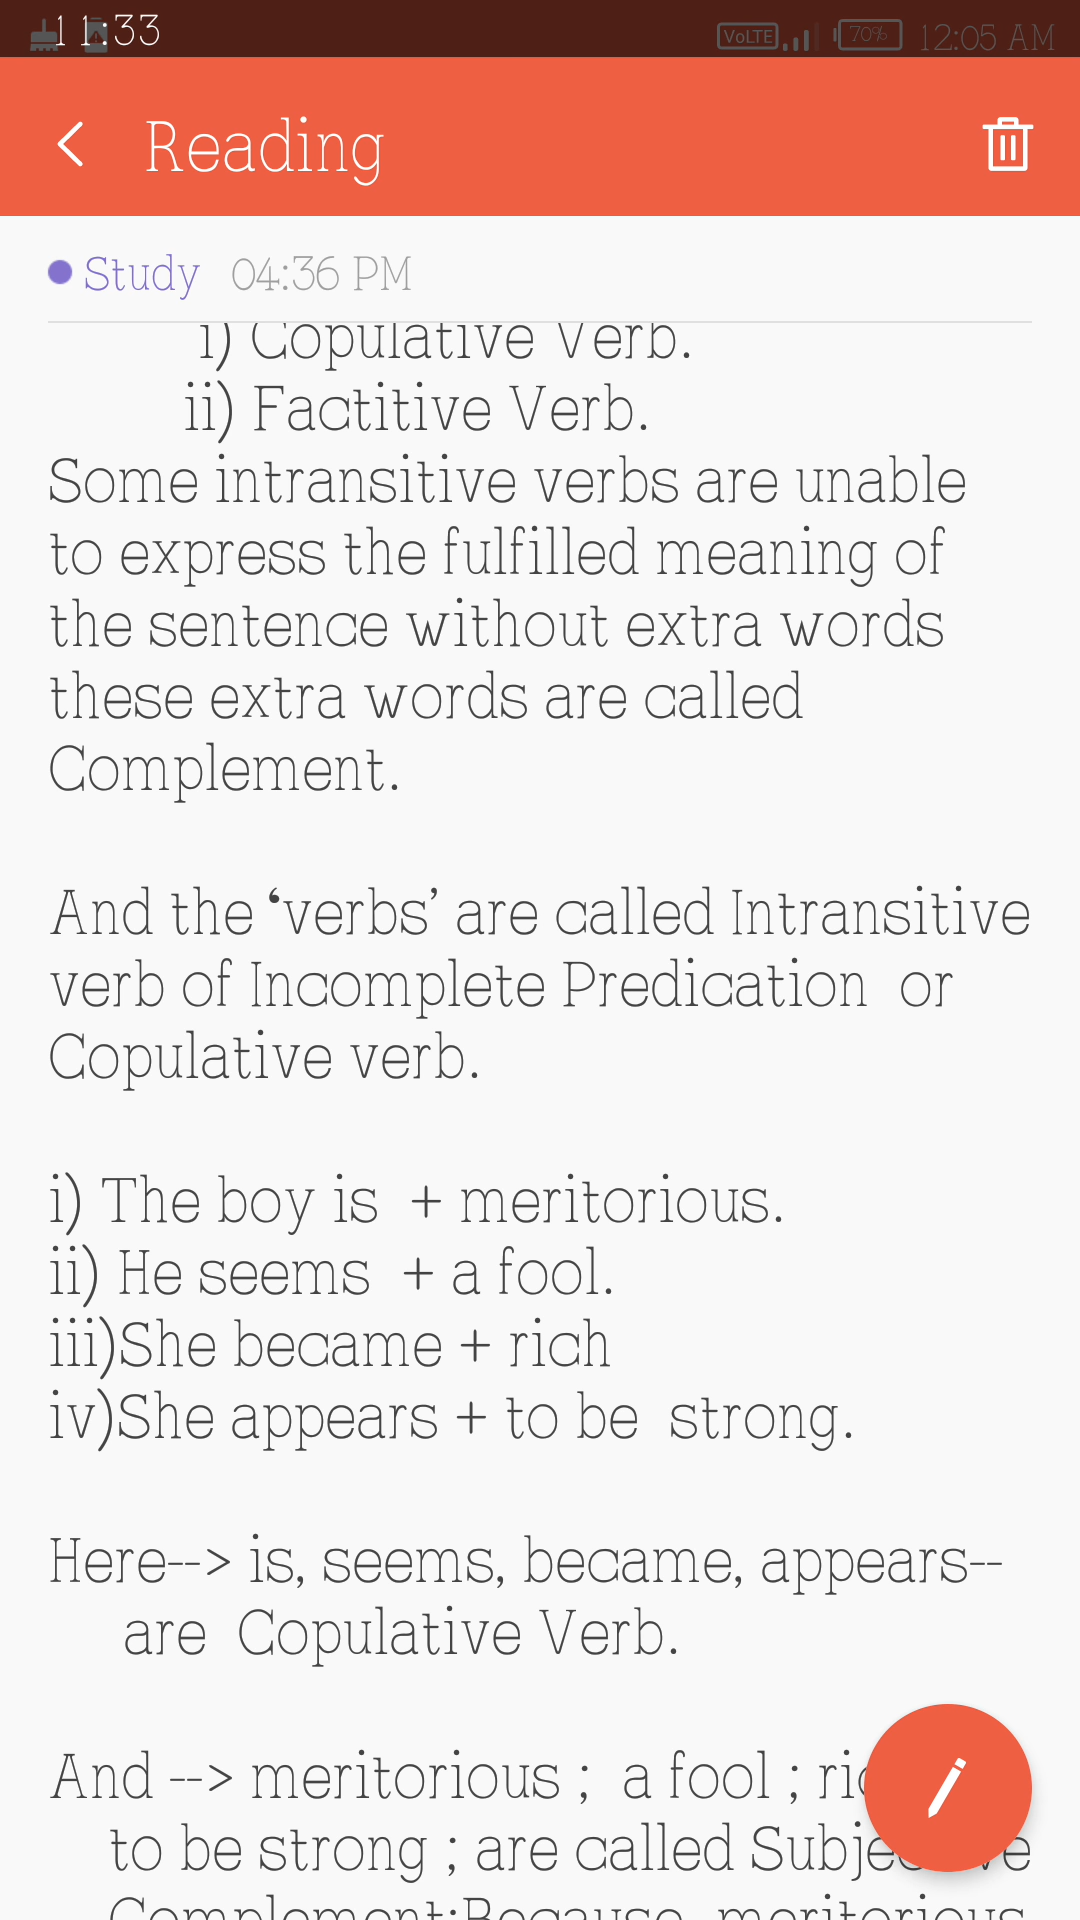 11:33 VoLTE 70% 12:05 AM
Reading
Study 04:36 PM
i) Copulative Verb.
ii) Factitive Verb.
Some intransitive verbs are unable
to express the fulfilled meaning of
the sentence without extra words
these extra words are called
Complement.
And the ‘verbs’ are called Intransitive
verb of Incomplete Predication or
Copulative verb.
i) The boy is + meritorious.
ii) He seems + a fool.
iii)She became + rich
iv)She appears + to be strong.
Here--> is, seems, became, appears--
are Copulative Verb.
And --> meritorious ; a fool ;
to be strong ; are called
Complement:Because meritorious